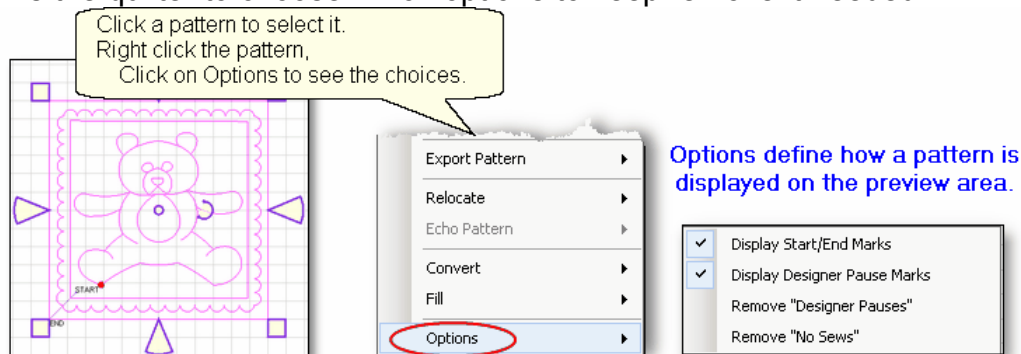 Click a pattern to select it.
Right click the pattern,
Click on Options to see the choices.
START
END
Export Pattern
Relocate
Echo Pattern
Convert
Fill
Options
Options define how a pattern is
displayed on the preview area.
Display Start/End Marks
Display Designer Pause Marks
Remove "Designer Pauses"
Remove "No Sews"